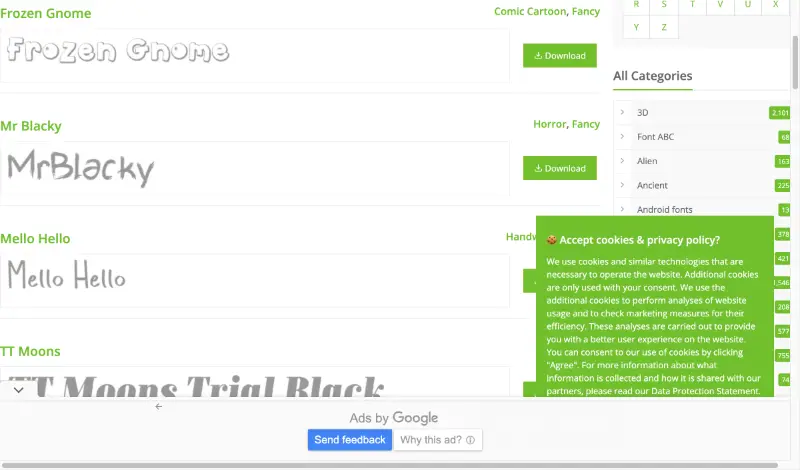 Frozen Gnome
Comic Cartoon, Fancy
Frozen Gnome
Download
Mr Blacky
Horror, Fancy
MrBlacky
Download
Mello Hello
Handw
Mello Hello
TT Moons
TT Moons Trial Black
R S T V U X
Y Z
All Categories
3D 2,101
Font ABC 68
Alien 163
Ancient 225
Android fonts 13
378
421
1,546
208
577
755
74
🍪 Accept cookies & privacy policy?
We use cookies and similar technologies that are
necessary to operate the website. Additional cookies
are only used with your consent. We use the
additional cookies to perform analyses of website
usage and to check marketing measures for their
efficiency. These analyses are carried out to provide
you with a better user experience on the website.
You can consent to our use of cookies by clicking
"Agree". For more information about what
information is collected and how it is shared with our
partners, please read our Data Protection Statement.
Ads by Google
Send feedback
Why this ad?